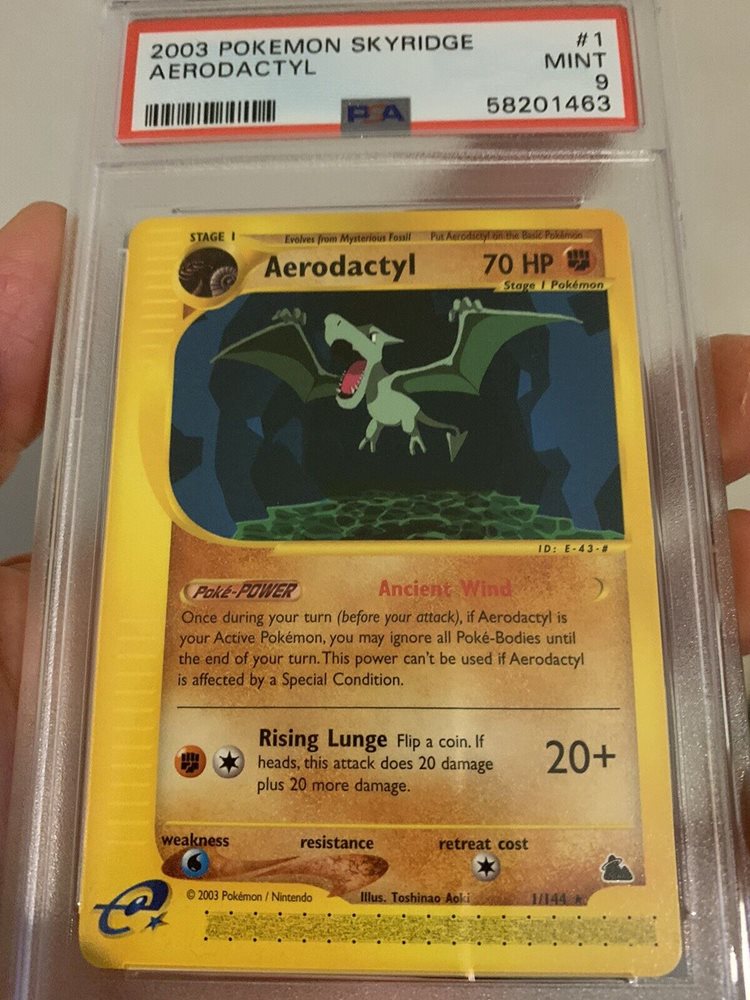 2003 POKEMON SKYRIDGE #1
AERODACTYL MINT
9
PSA 58201463
STAGE 1 Evolves from Mysterious Fossil Put Aerodactyl on the Basic Pokémon
Aerodactyl 70 HP
Stage 1 Pokémon
ID: E-43-#
Poké-POWER Ancient Wind
Once during your turn (before your attack), if Aerodactyl is
your Active Pokémon, you may ignore all Poké-Bodies until
the end of your turn. This power can't be used if Aerodactyl
is affected by a Special Condition.
Rising Lunge Flip a coin. If
heads, this attack does 20 damage
plus 20 more damage.
20+
weakness resistance retreat cost
© 2003 Pokémon / Nintendo Illus. Toshinao Aoki 1/144 ★
e